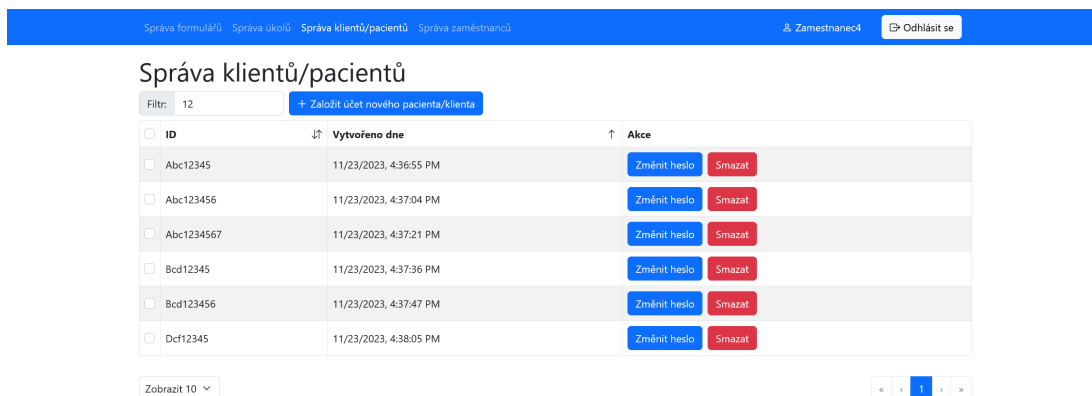 Správa formulářů Správa úkolů Správa klientů/pacientů Správa zaměstnanců Zamestnanec4 Odhlásit se
Správa klientů/pacientů
Filtr: 12 + Založit účet nového pacienta/klienta
ID Vytvořeno dne Akce
Abc12345 11/23/2023, 4:36:55 PM Změnit heslo Smazat
Abc123456 11/23/2023, 4:37:04 PM Změnit heslo Smazat
Abc1234567 11/23/2023, 4:37:21 PM Změnit heslo Smazat
Bcd12345 11/23/2023, 4:37:36 PM Změnit heslo Smazat
Bcd123456 11/23/2023, 4:37:47 PM Změnit heslo Smazat
Dcf12345 11/23/2023, 4:38:05 PM Změnit heslo Smazat
Zobrazit 10 « ‹ 1 › »